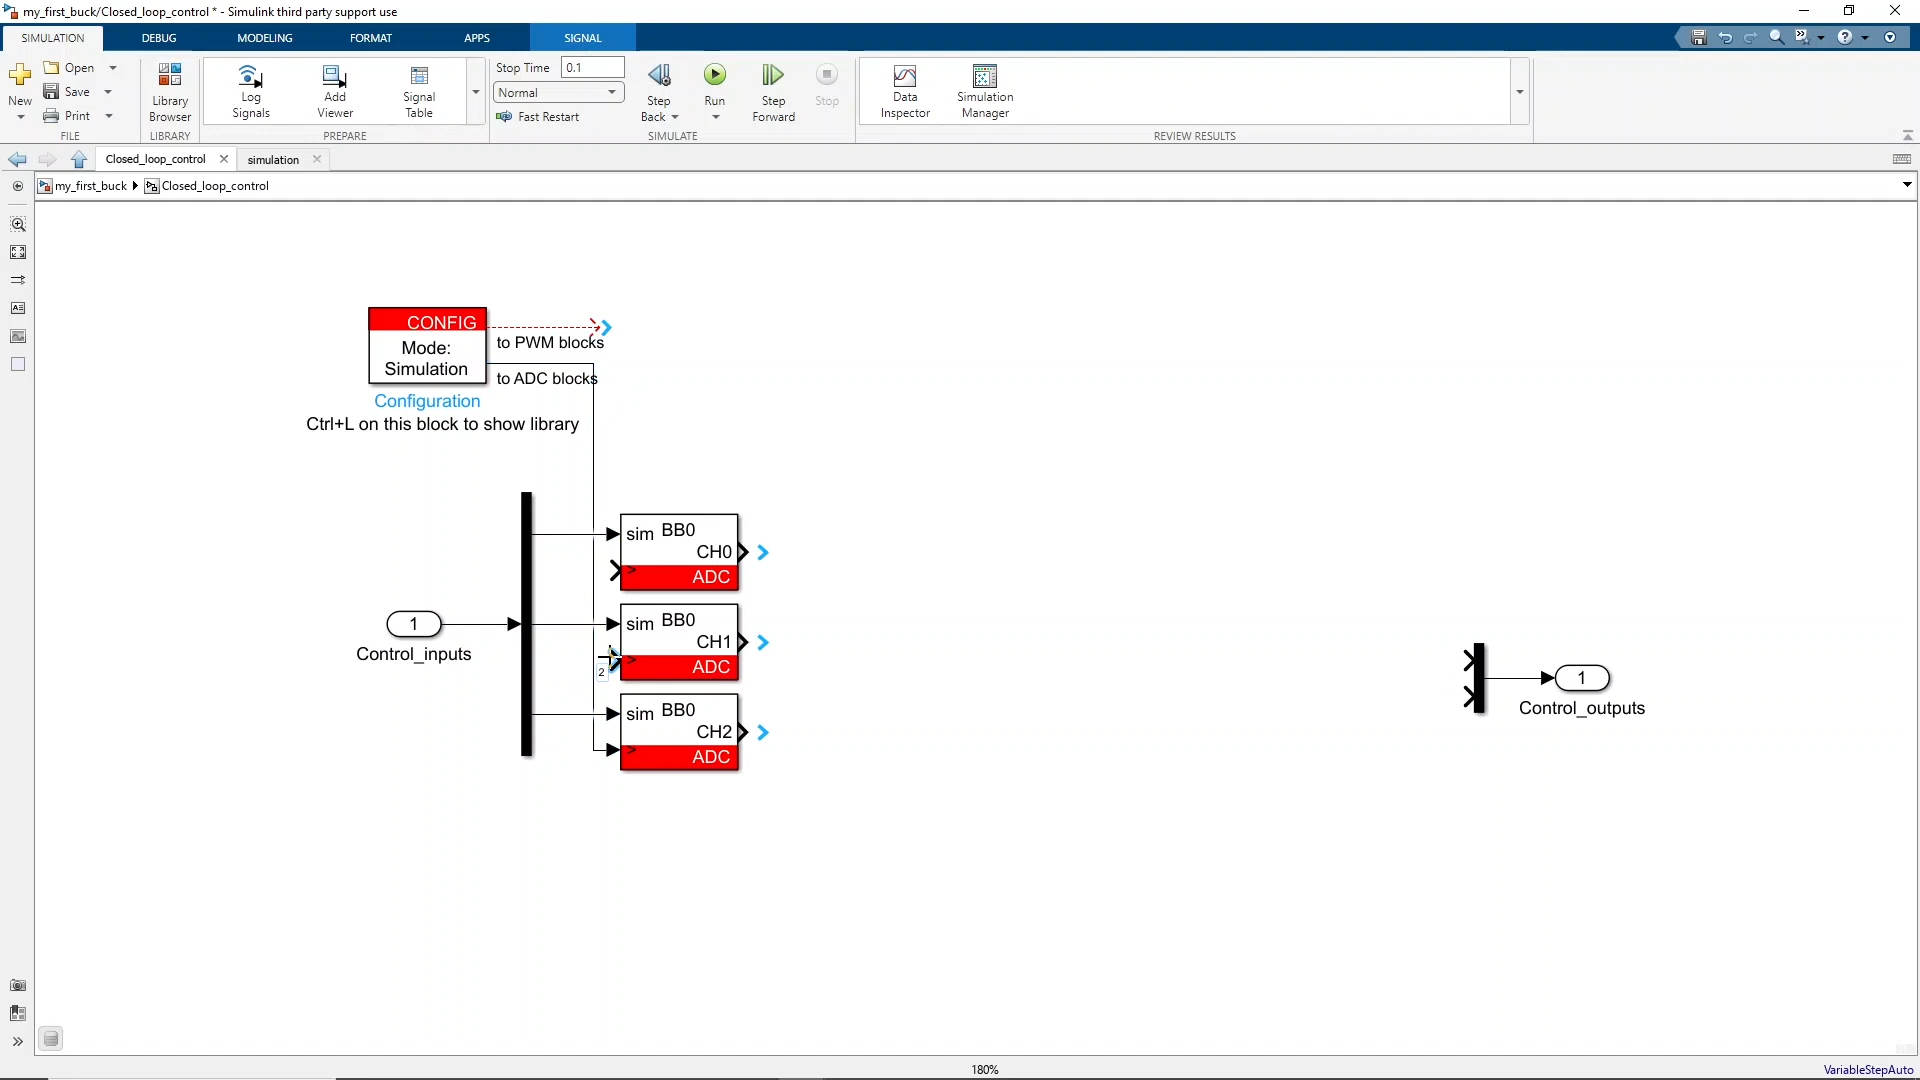 my_first_buck/Closed_loop_control * - Simulink third party support use
SIMULATION DEBUG MODELING FORMAT APPS SIGNAL
New
Open
Save
Print
FILE
Library
Browser
LIBRARY
Log
Signals
Add
Viewer
Signal
Table
PREPARE
Stop Time 0.1
Normal
Fast Restart
Step
Back
Run
Step
Forward
Stop
SIMULATE
Data
Inspector
Simulation
Manager
REVIEW RESULTS
Closed_loop_control
simulation
my_first_buck Closed_loop_control
CONFIG
Mode:
Simulation
to PWM blocks
to ADC blocks
Configuration
Ctrl+L on this block to show library
sim BB0
CH0
> ADC
1
Control_inputs
sim BB0
CH1
2
> ADC
sim BB0
CH2
> ADC
1
Control_outputs
180%
VariableStepAuto